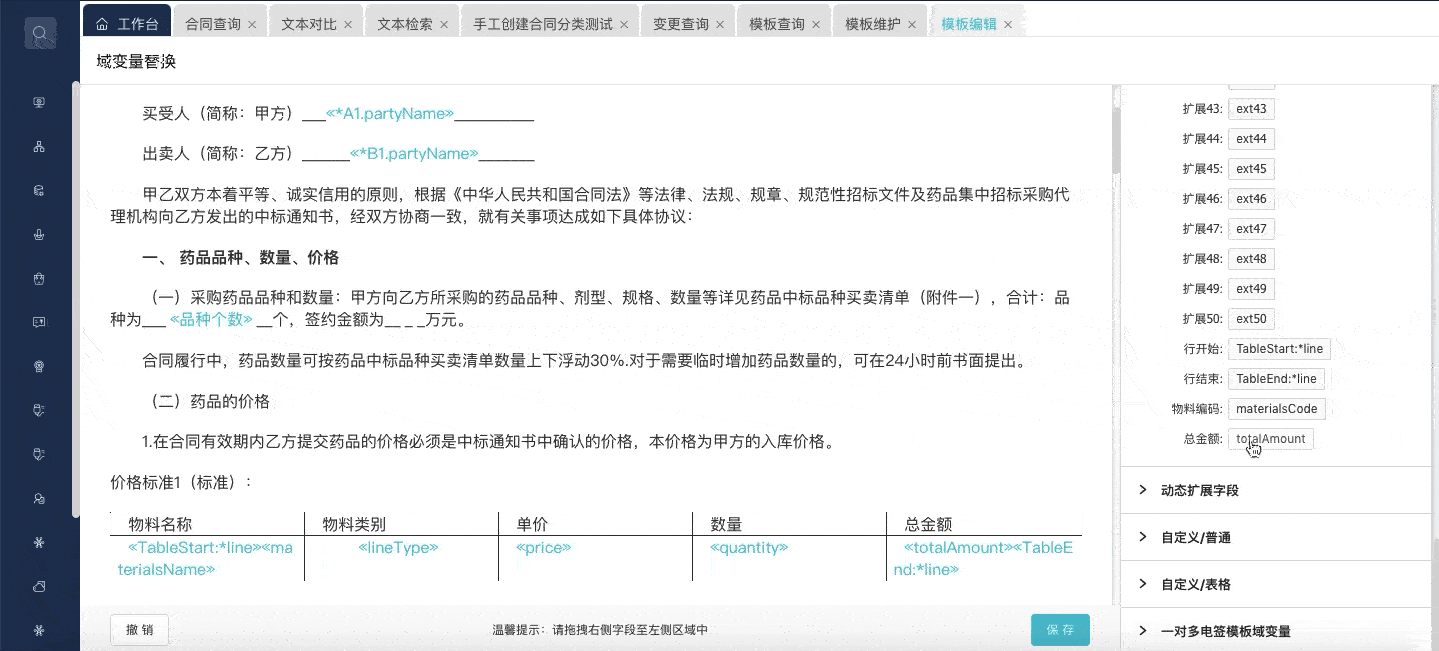 工作台 合同查询 × 文本对比 × 文本检索 × 手工创建合同分类测试 × 变更查询 × 模板查询 × 模板维护 × 模板编辑 ×
域变量替换
买受人（简称：甲方）___«*A1.partyName»__________
出卖人（简称：乙方）______«*B1.partyName»_______
甲乙双方本着平等、诚实信用的原则，根据《中华人民共和国合同法》等法律、法规、规章、规范性招标文件及药品集中招标采购代
理机构向乙方发出的中标通知书，经双方协商一致，就有关事项达成如下具体协议：
一、 药品品种、数量、价格
（一）采购药品品种和数量：甲方向乙方所采购的药品品种、剂型、规格、数量等详见药品中标品种买卖清单（附件一），合计：品
种为___ «品种个数» __个，签约金额为__ _ _万元。
合同履行中，药品数量可按药品中标品种买卖清单数量上下浮动30%.对于需要临时增加药品数量的，可在24小时前书面提出。
（二）药品的价格
1.在合同有效期内乙方提交药品的价格必须是中标通知书中确认的价格，本价格为甲方的入库价格。
价格标准1（标准）：
物料名称 物料类别 单价 数量 总金额
«TableStart:*line»«ma «lineType» «price» «quantity» «totalAmount»«TableE
terialsName» nd:*line»
撤 销 温馨提示：请拖拽右侧字段至左侧区域中 保 存
扩展43: ext43
扩展44: ext44
扩展45: ext45
扩展46: ext46
扩展47: ext47
扩展48: ext48
扩展49: ext49
扩展50: ext50
行开始: TableStart:*line
行结束: TableEnd:*line
物料编码: materialsCode
总金额: totalAmount
动态扩展字段
自定义/普通
自定义/表格
一对多电签模板域变量